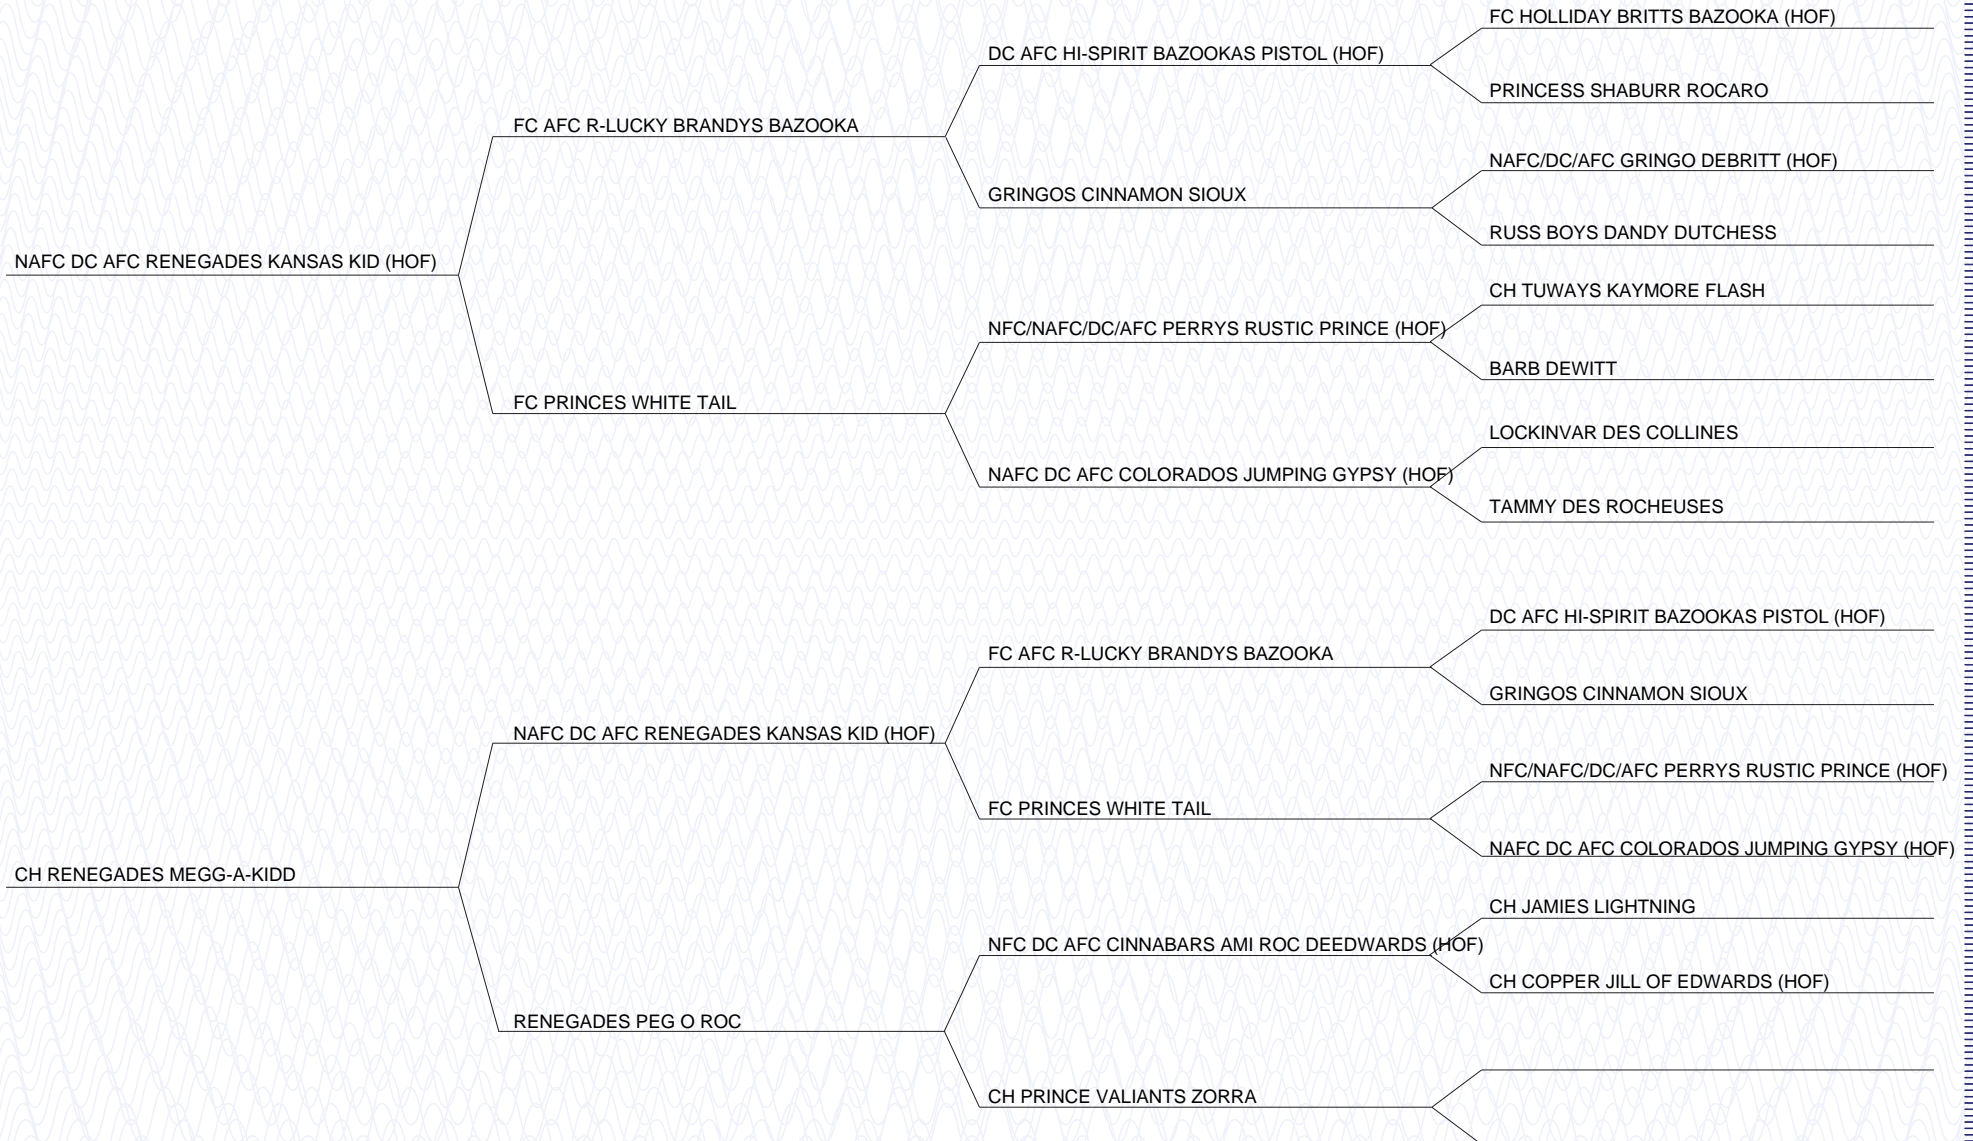 FC HOLLIDAY BRITTS BAZOOKA (HOF)
DC AFC HI-SPIRIT BAZOOKAS PISTOL (HOF)
PRINCESS SHABURR ROCARO
FC AFC R-LUCKY BRANDYS BAZOOKA
NAFC/DC/AFC GRINGO DEBRITT (HOF)
GRINGOS CINNAMON SIOUX
RUSS BOYS DANDY DUTCHESS
NAFC DC AFC RENEGADES KANSAS KID (HOF)
CH TUWAYS KAYMORE FLASH
NFC/NAFC/DC/AFC PERRYS RUSTIC PRINCE (HOF)
BARB DEWITT
FC PRINCES WHITE TAIL
LOCKINVAR DES COLLINES
NAFC DC AFC COLORADOS JUMPING GYPSY (HOF)
TAMMY DES ROCHEUSES
DC AFC HI-SPIRIT BAZOOKAS PISTOL (HOF)
FC AFC R-LUCKY BRANDYS BAZOOKA
GRINGOS CINNAMON SIOUX
NAFC DC AFC RENEGADES KANSAS KID (HOF)
NFC/NAFC/DC/AFC PERRYS RUSTIC PRINCE (HOF)
FC PRINCES WHITE TAIL
NAFC DC AFC COLORADOS JUMPING GYPSY (HOF)
CH RENEGADES MEGG-A-KIDD
CH JAMIES LIGHTNING
NFC DC AFC CINNABARS AMI ROC DEEDWARDS (HOF)
CH COPPER JILL OF EDWARDS (HOF)
RENEGADES PEG O ROC
CH PRINCE VALIANTS ZORRA